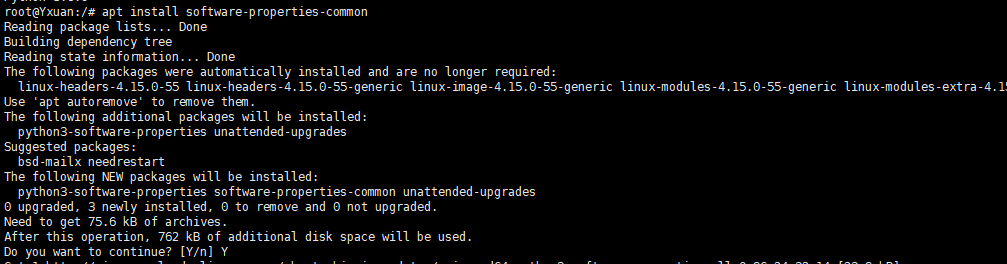 root@Yxuan:/# apt install software-properties-common
Reading package lists... Done
Building dependency tree
Reading state information... Done
The following packages were automatically installed and are no longer required:
linux-headers-4.15.0-55 linux-headers-4.15.0-55-generic linux-image-4.15.0-55-generic linux-modules-4.15.0-55-generic linux-modules-extra-4.15
Use 'apt autoremove' to remove them.
The following additional packages will be installed:
python3-software-properties unattended-upgrades
Suggested packages:
bsd-mailx needrestart
The following NEW packages will be installed:
python3-software-properties software-properties-common unattended-upgrades
0 upgraded, 3 newly installed, 0 to remove and 0 not upgraded.
Need to get 75.6 kB of archives.
After this operation, 762 kB of additional disk space will be used.
Do you want to continue? [Y/n] Y